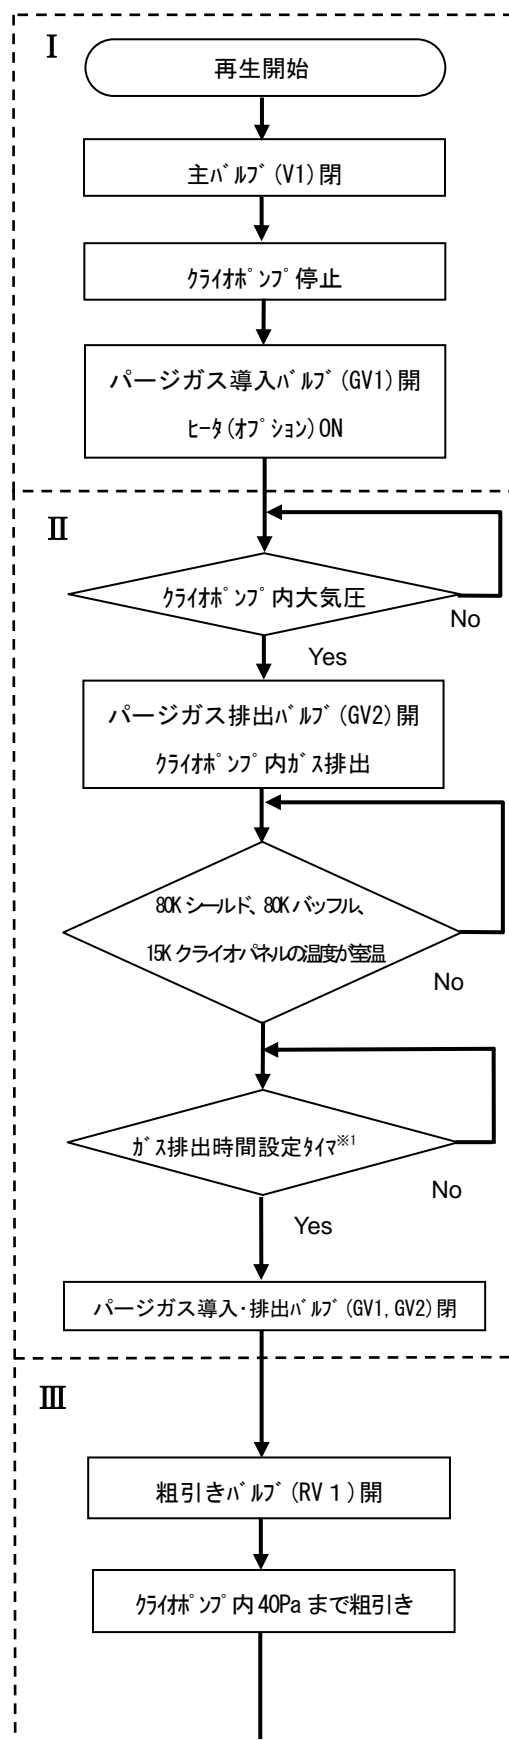 Ⅰ
再生開始
主ﾊﾞﾙﾌﾞ(V1)閉
ｸﾗｲｵﾎﾟﾝﾌﾟ停止
パージガス導入ﾊﾞﾙﾌﾞ(GV1)開
ﾋｰﾀ(ｵﾌﾟｼｮﾝ)ON
Ⅱ
ｸﾗｲｵﾎﾟﾝﾌﾟ内大気圧
No
Yes
パージガス排出ﾊﾞﾙﾌﾞ(GV2)開
ｸﾗｲｵﾎﾟﾝﾌﾟ内ｶﾞｽ排出
80K シールド、80K バッフル、
15K クライオパネルの温度が室温
No
ｶﾞｽ排出時間設定ﾀｲﾏ※1
No
Yes
パージガス導入･排出ﾊﾞﾙﾌﾞ(GV1,GV2)閉
Ⅲ
粗引きﾊﾞﾙﾌﾞ(RV１)開
ｸﾗｲｵﾎﾟﾝﾌﾟ内 40Pa まで粗引き